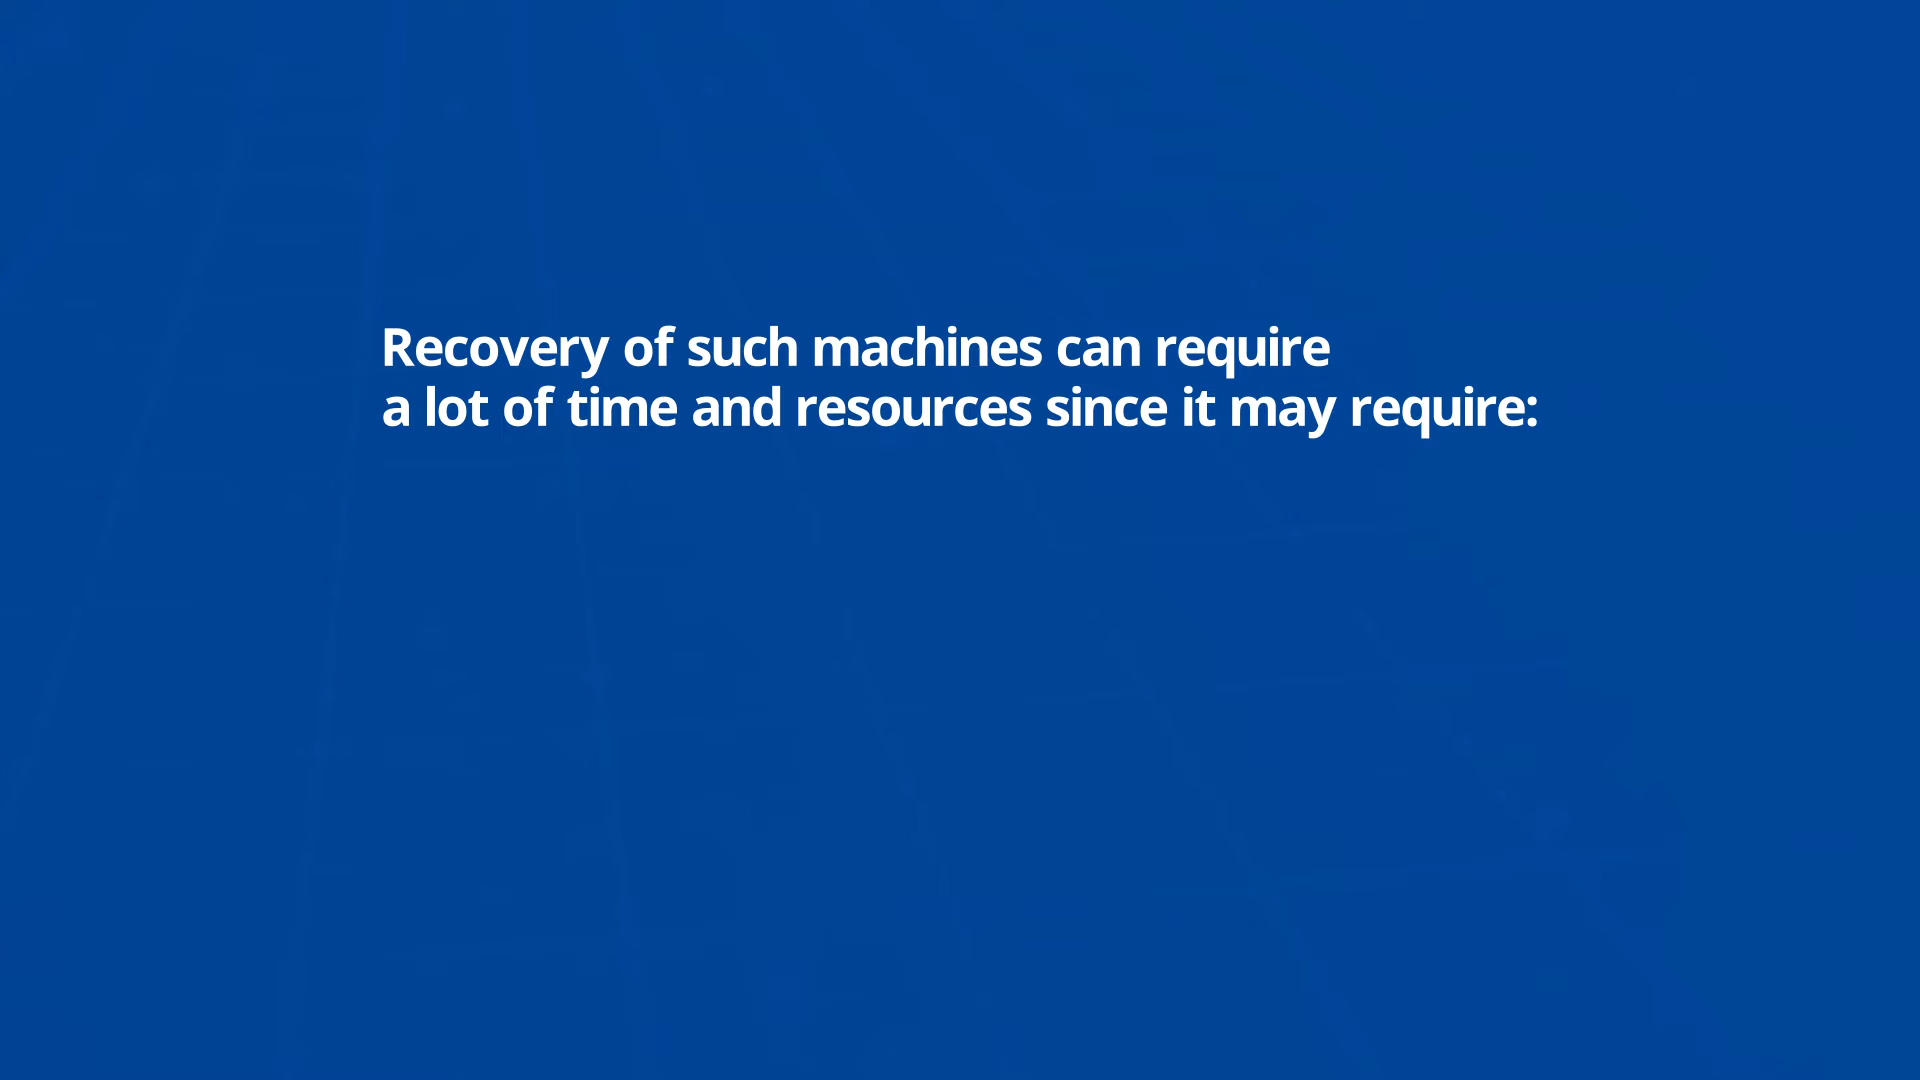 Recovery of such machines can require
a lot of time and resources since it may require: